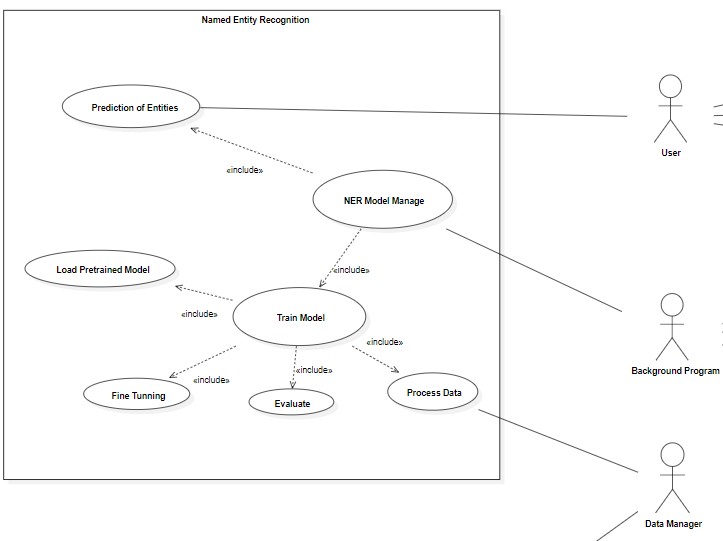 Named Entity Recognition
Prediction of Entities
User
«include»
NER Model Manage
Load Pretrained Model
«include»
«include»
Train Model
«include»
Background Program
«include»
«include»
Fine Tunning
Evaluate
Process Data
Data Manager